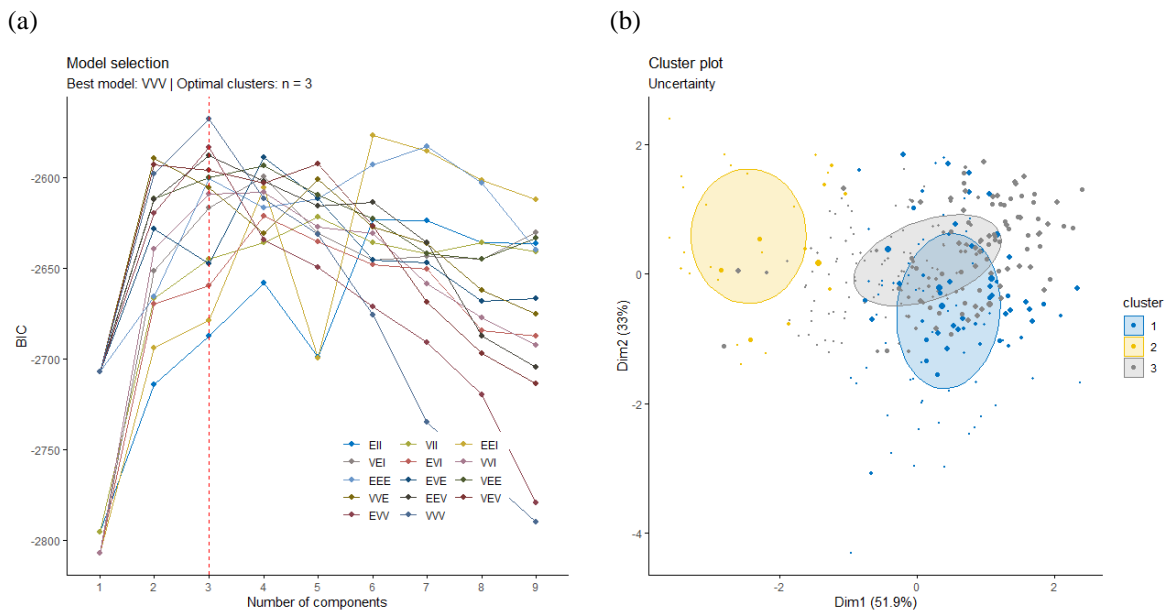 (a)
(b)
Model selection
Best model: VVV | Optimal clusters: n = 3
BIC
-2600
-2650
-2700
-2750
-2800
EII VII EEI
VEI EVI VVI
EEE EVE VEE
VVE EEV VEV
EVV VVV
1 2 3 4 5 6 7 8 9
Number of components
Cluster plot
Uncertainty
Dim2 (33%)
2
0
-2
-4
-2 0 2
Dim1 (51.9%)
cluster
1
2
3